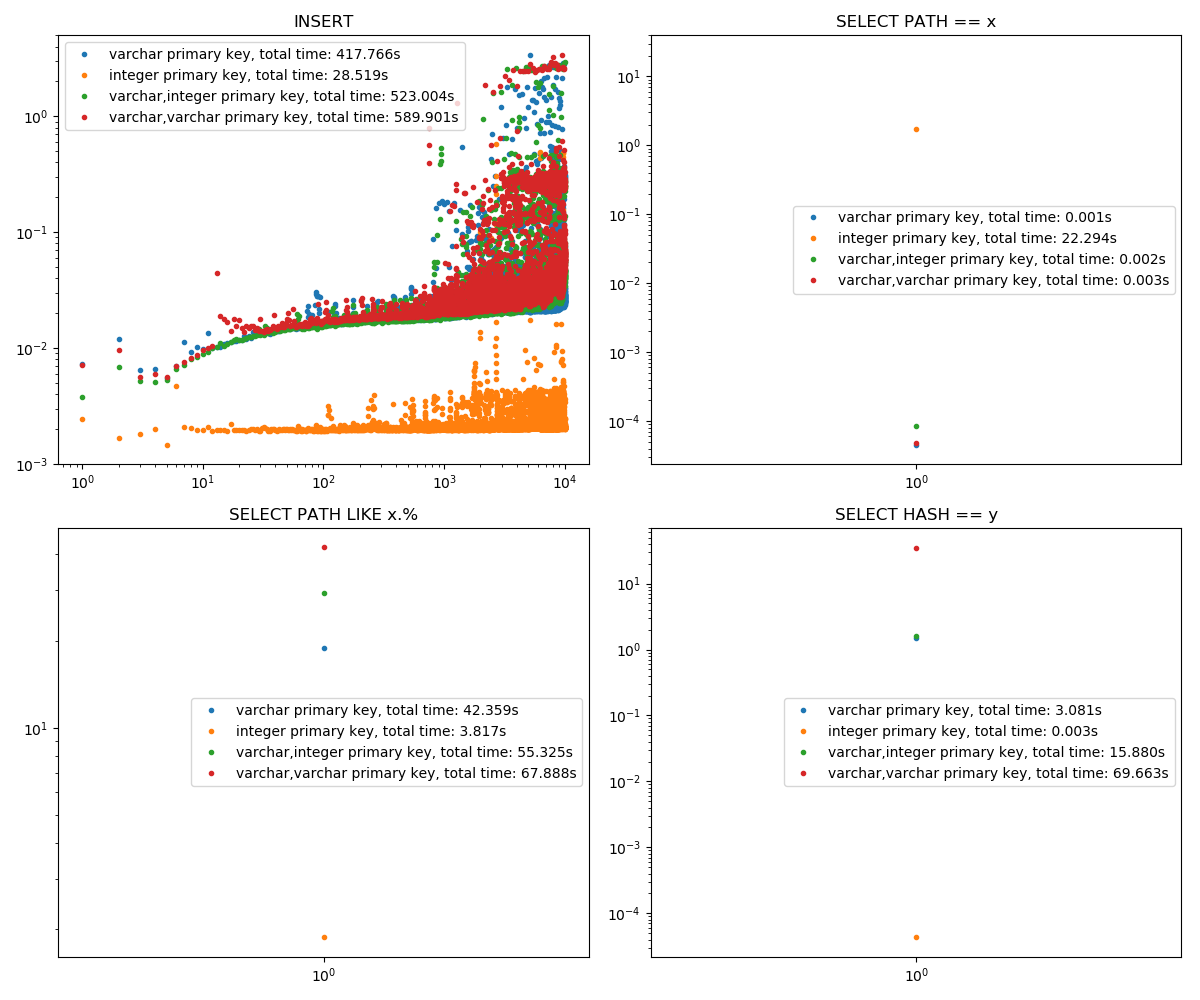 INSERT
varchar primary key, total time: 417.766s
integer primary key, total time: 28.519s
varchar,integer primary key, total time: 523.004s
varchar,varchar primary key, total time: 589.901s
10⁰
10⁻¹
10⁻²
10⁻³
10⁰ 10¹ 10² 10³ 10⁴
SELECT PATH == x
10¹
10⁰
10⁻¹
varchar primary key, total time: 0.001s
integer primary key, total time: 22.294s
varchar,integer primary key, total time: 0.002s
varchar,varchar primary key, total time: 0.003s
10⁻²
10⁻³
10⁻⁴
10⁰
SELECT PATH LIKE x.%
varchar primary key, total time: 42.359s
integer primary key, total time: 3.817s
varchar,integer primary key, total time: 55.325s
varchar,varchar primary key, total time: 67.888s
10¹
10⁰
SELECT HASH == y
10¹
10⁰
10⁻¹
varchar primary key, total time: 3.081s
integer primary key, total time: 0.003s
varchar,integer primary key, total time: 15.880s
varchar,varchar primary key, total time: 69.663s
10⁻²
10⁻³
10⁻⁴
10⁰